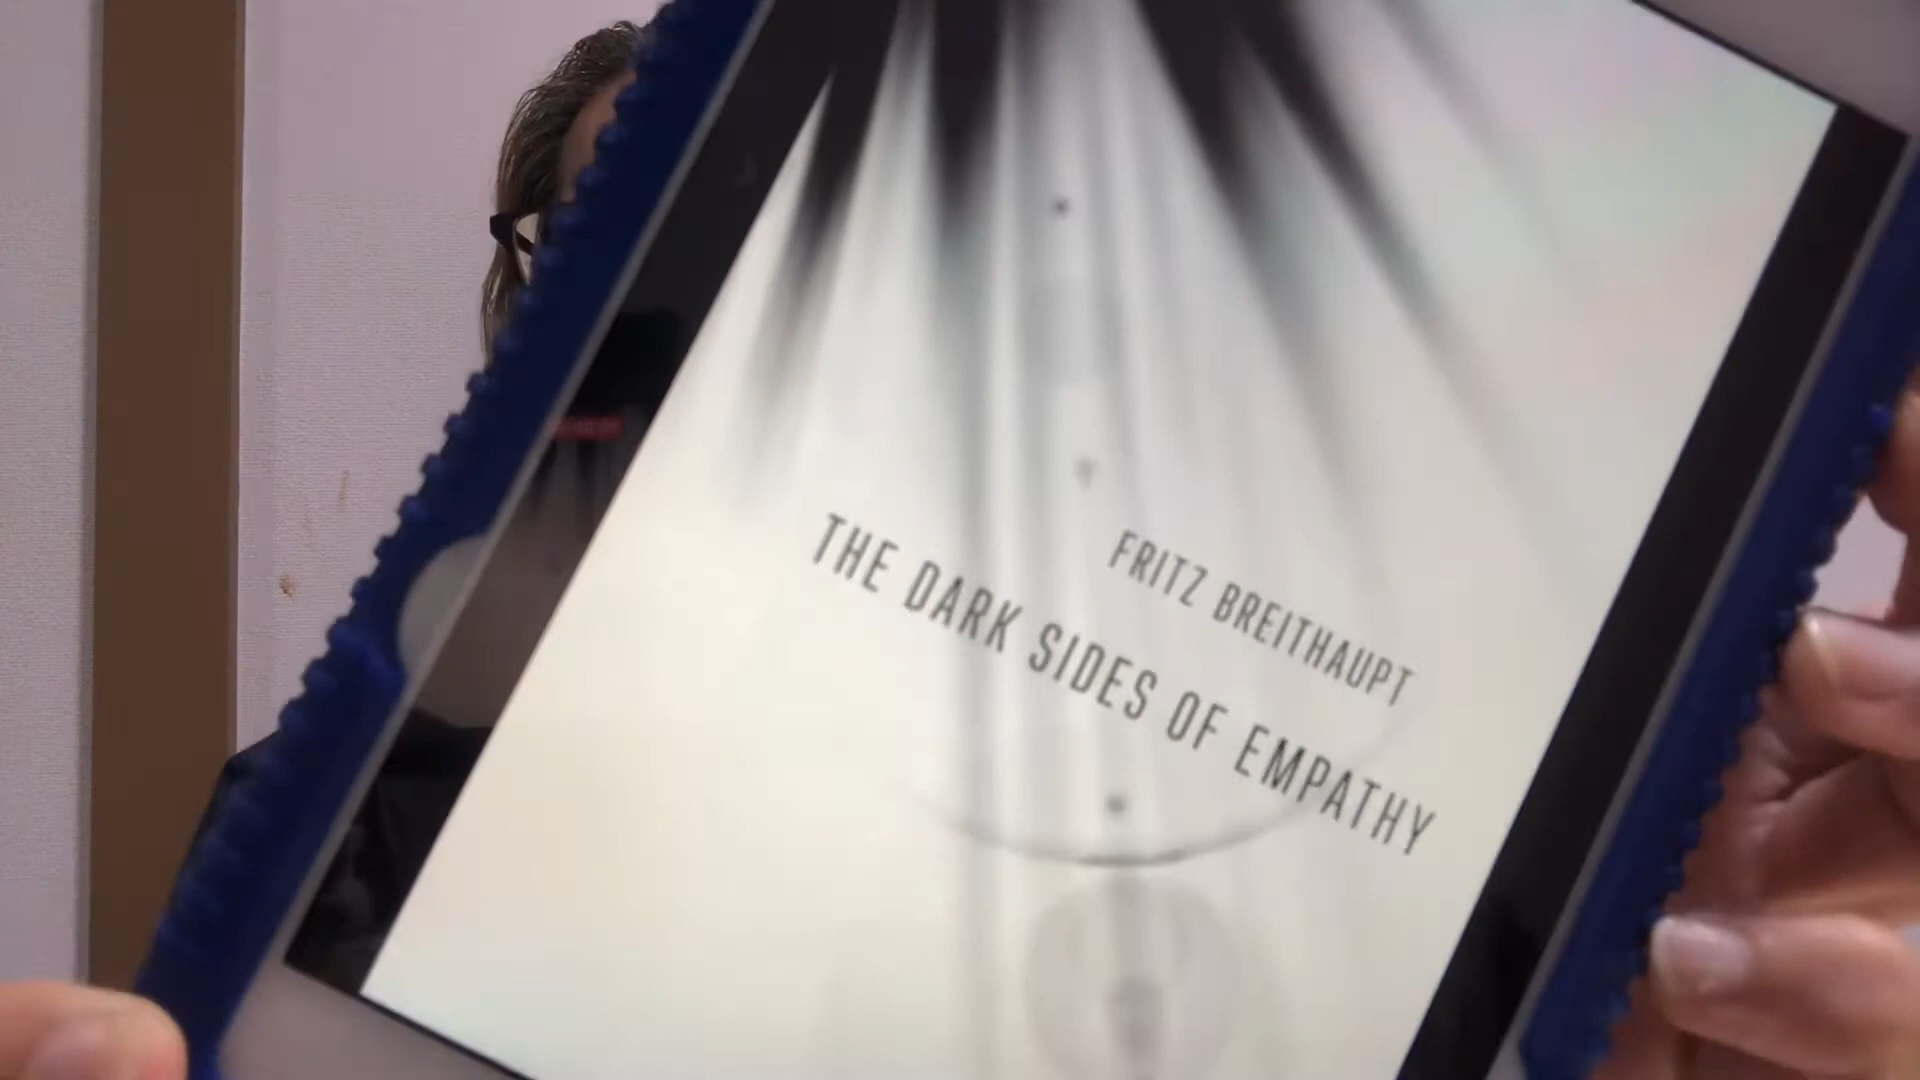 FRITZ BREITHAUPT
THE DARK SIDES OF EMPATHY